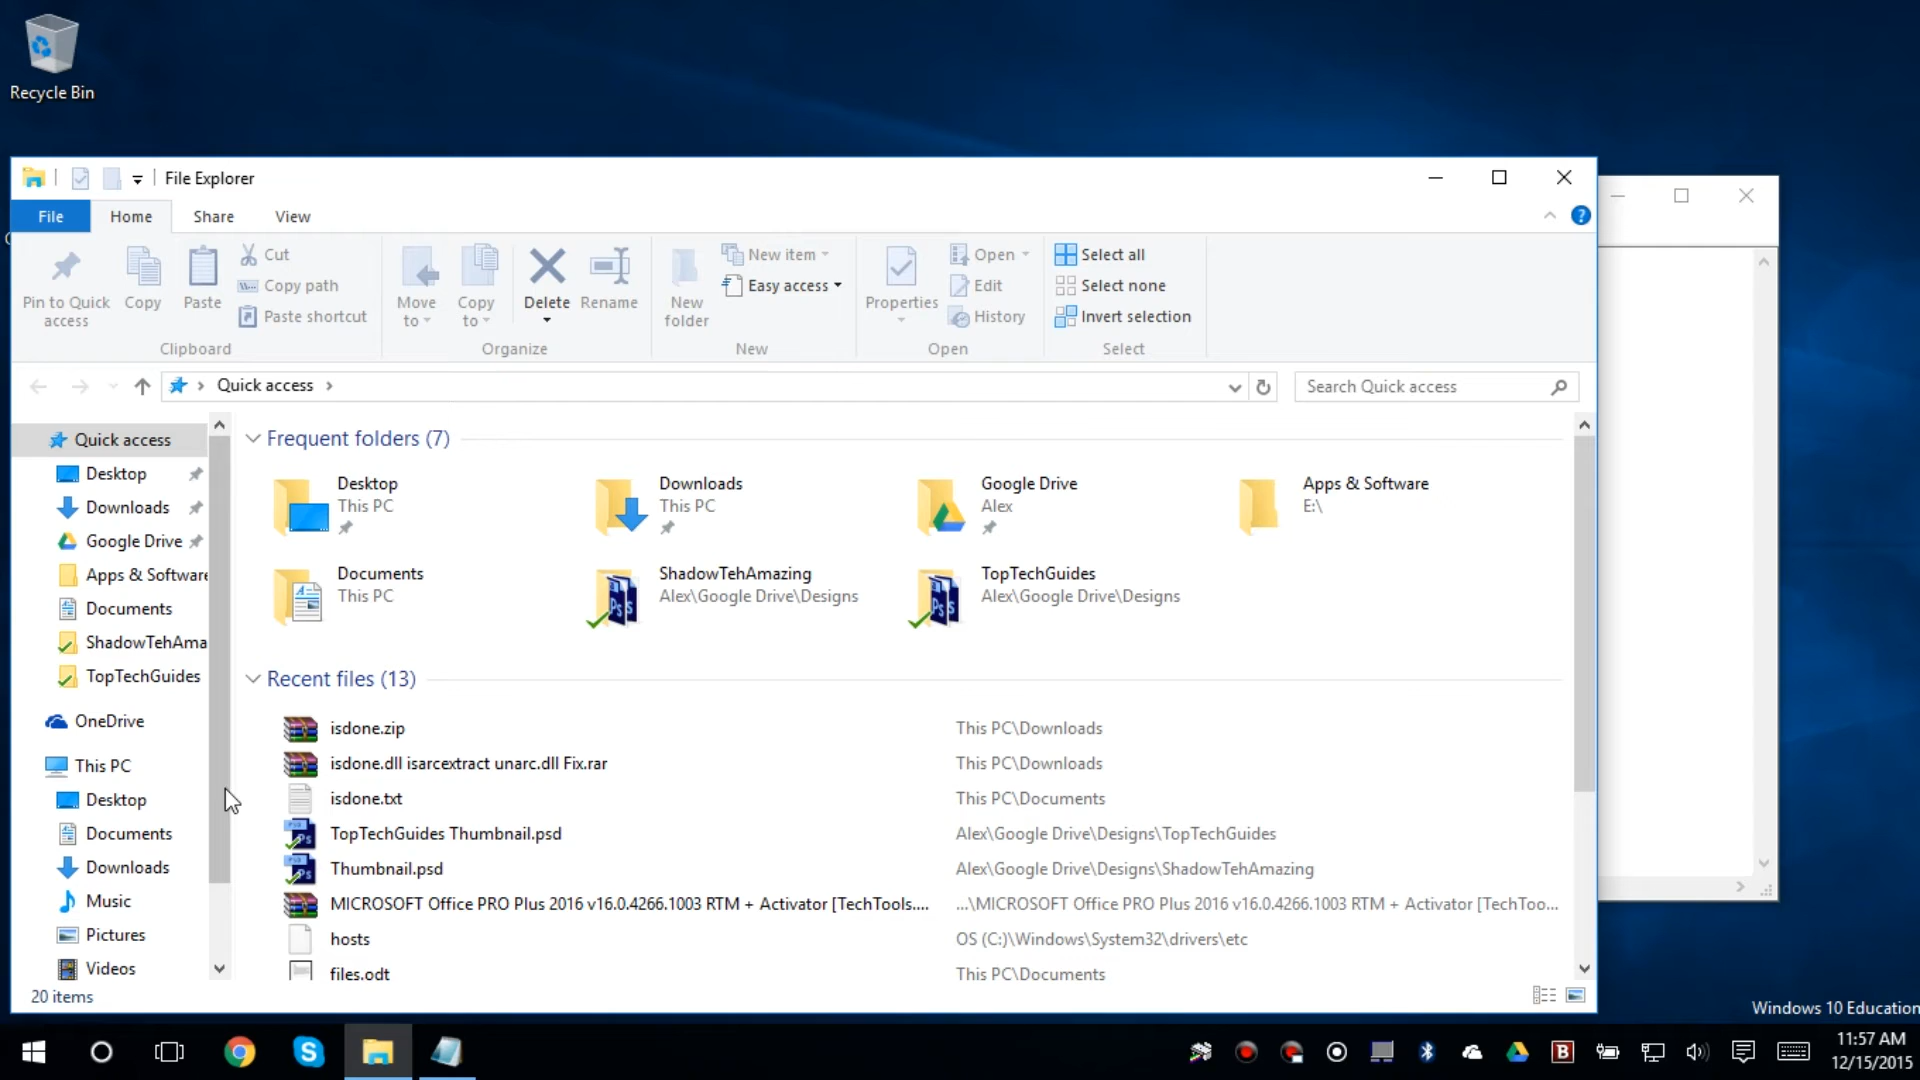 Recycle Bin
File Explorer
File Home Share View
Pin to Quick access
Copy
Paste
Cut
Copy path
Paste shortcut
Clipboard
Move to
Copy to
Delete
Rename
Organize
New folder
New item
Easy access
New
Properties
Open
Edit
History
Open
Select all
Select none
Invert selection
Select
Quick access
Search Quick access
Quick access
Desktop
Downloads
Google Drive
Apps & Software
Documents
ShadowTehAma
TopTechGuides
OneDrive
This PC
Desktop
Documents
Downloads
Music
Pictures
Videos
Frequent folders (7)
Desktop
This PC
Downloads
This PC
Google Drive
Alex
Apps & Software
E:\
Documents
This PC
ShadowTehAmazing
Alex\Google Drive\Designs
TopTechGuides
Alex\Google Drive\Designs
Recent files (13)
isdone.zip This PC\Downloads
isdone.dll isarcextract unarc.dll Fix.rar This PC\Downloads
isdone.txt This PC\Documents
TopTechGuides Thumbnail.psd Alex\Google Drive\Designs\TopTechGuides
Thumbnail.psd Alex\Google Drive\Designs\ShadowTehAmazing
MICROSOFT Office PRO Plus 2016 v16.0.4266.1003 RTM + Activator [TechTools.... ...\MICROSOFT Office PRO Plus 2016 v16.0.4266.1003 RTM + Activator [TechToo...
hosts OS (C:)\Windows\System32\drivers\etc
files.odt This PC\Documents
20 items
Windows 10 Education
11:57 AM
12/15/2015